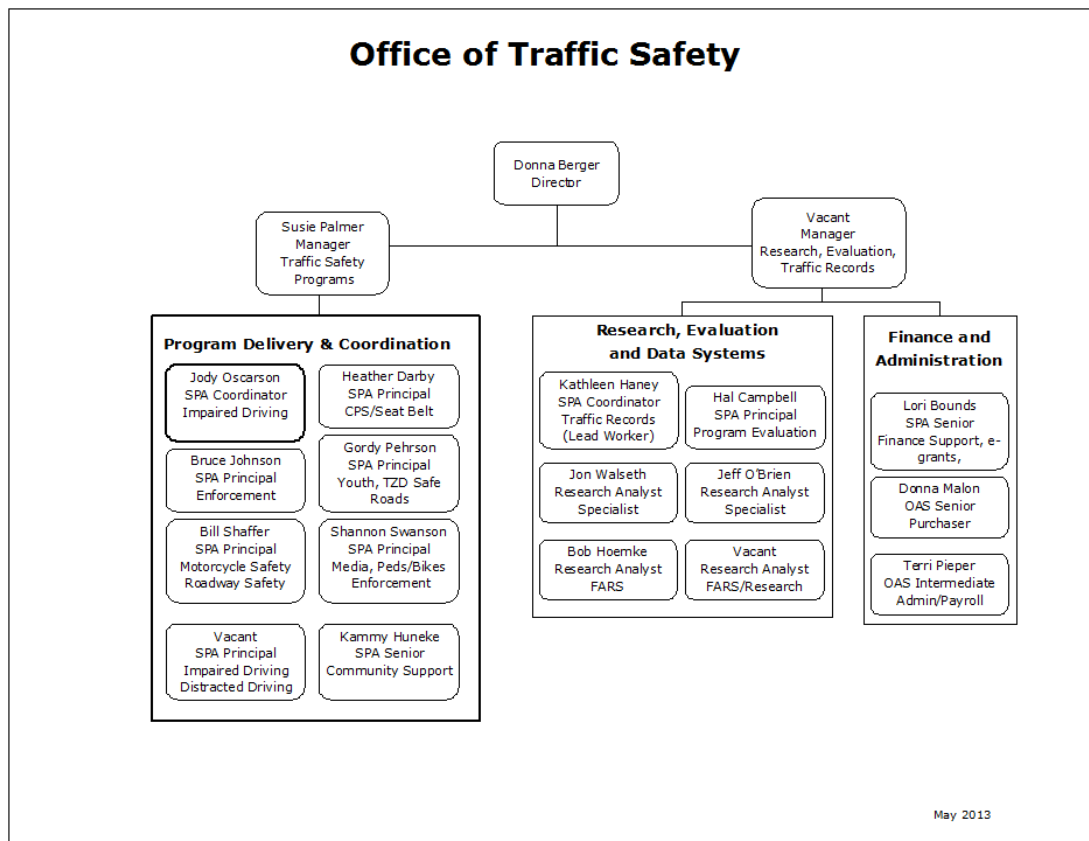 Office of Traffic Safety
Donna Berger
Director
Susie Palmer
Manager
Traffic Safety
Programs
Vacant
Manager
Research, Evaluation,
Traffic Records
Program Delivery & Coordination
Jody Oscarson
SPA Coordinator
Impaired Driving
Heather Darby
SPA Principal
CPS/Seat Belt
Bruce Johnson
SPA Principal
Enforcement
Gordy Pehrson
SPA Principal
Youth, TZD Safe
Roads
Bill Shaffer
SPA Principal
Motorcycle Safety
Roadway Safety
Shannon Swanson
SPA Principal
Media, Peds/Bikes
Enforcement
Vacant
SPA Principal
Impaired Driving
Distracted Driving
Kammy Huneke
SPA Senior
Community Support
Research, Evaluation
and Data Systems
Kathleen Haney
SPA Coordinator
Traffic Records
(Lead Worker)
Hal Campbell
SPA Principal
Program Evaluation
Jon Walseth
Research Analyst
Specialist
Jeff O'Brien
Research Analyst
Specialist
Bob Hoemke
Research Analyst
FARS
Vacant
Research Analyst
FARS/Research
Finance and
Administration
Lori Bounds
SPA Senior
Finance Support, e-
grants,
Donna Malon
OAS Senior
Purchaser
Terri Pieper
OAS Intermediate
Admin/Payroll
May 2013